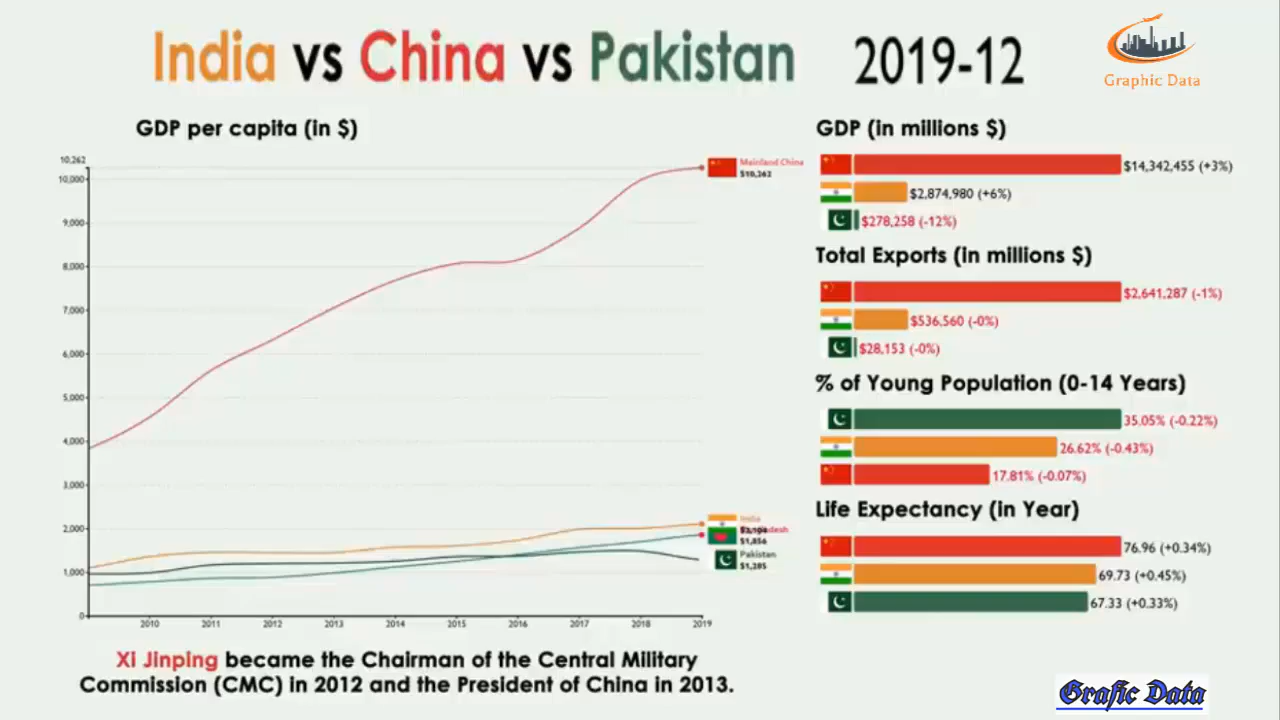 India vs China vs Pakistan 2019-12
Graphic Data
GDP per capita (in $)
10,262
10,000
9,000
8,000
7,000
6,000
5,000
4,000
3,000
2,000
1,000
0
2010 2011 2012 2013 2014 2015 2016 2017 2018 2019
Mainland China
$10,262
India
$1,856
Pakistan
$1,285
GDP (in millions $)
$14,342,455 (+3%)
$2,874,980 (+6%)
$278,258 (-12%)
Total Exports (in millions $)
$2,641,287 (-1%)
$536,560 (-0%)
$28,153 (-0%)
% of Young Population (0-14 Years)
35.05% (-0.22%)
26.62% (-0.43%)
17.81% (-0.07%)
Life Expectancy (in Year)
76.96 (+0.34%)
69.73 (+0.45%)
67.33 (+0.33%)
Xi Jinping became the Chairman of the Central Military
Commission (CMC) in 2012 and the President of China in 2013.
Grafic Data